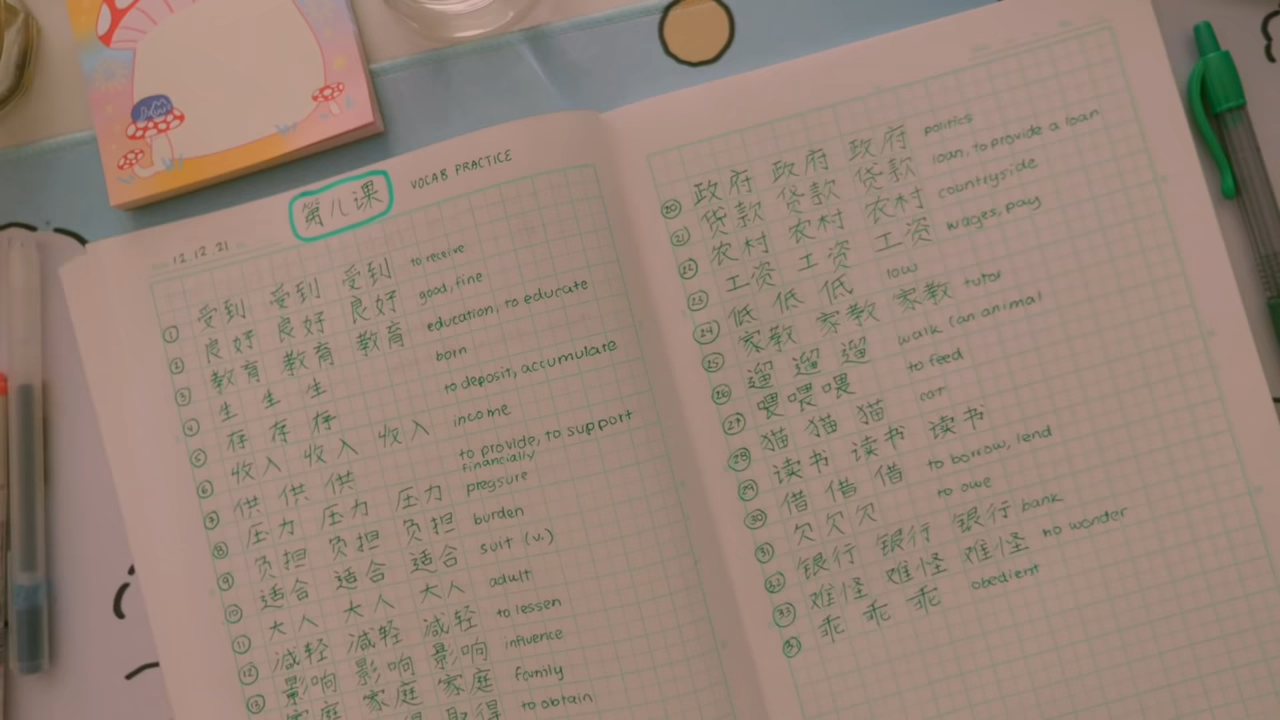 12.12.21
第八课
VOCAB PRACTICE
① 受到 受到 受到 to receive
② 良好 良好 良好 good, fine
③ 教育 教育 教育 education, to educate
④ 生 生 生 born
⑤ 存 存 存 to deposit, accumulate
⑥ 收入 收入 收入 income
⑦ 供 供 供 to provide, to support financially
⑧ 压力 压力 压力 pressure
⑨ 负担 负担 负担 burden
⑩ 适合 适合 适合 suit (v.)
⑪ 大人 大人 大人 adult
⑫ 减轻 减轻 减轻 to lessen
⑬ 影响 影响 影响 influence
家庭 家庭 家庭 family
得 取得 to obtain
⑳ 政府 政府 政府 politics
㉑ 贷款 贷款 贷款 loan, to provide a loan
㉒ 农村 农村 农村 countryside
㉓ 工资 工资 工资 wages, pay
㉔ 低 低 低 low
㉕ 家教 家教 家教 tutor
㉖ 遛 遛 遛 walk (an animal
㉗ 喂 喂 喂 to feed
㉘ 猫 猫 猫 cat
㉙ 读书 读书 读书
㉚ 借 借 借 to borrow, lend
㉛ 欠 欠 欠 to owe
㉜ 银行 银行 银行 bank
㉝ 难怪 难怪 难怪 no wonder
乖 乖 乖 obedient